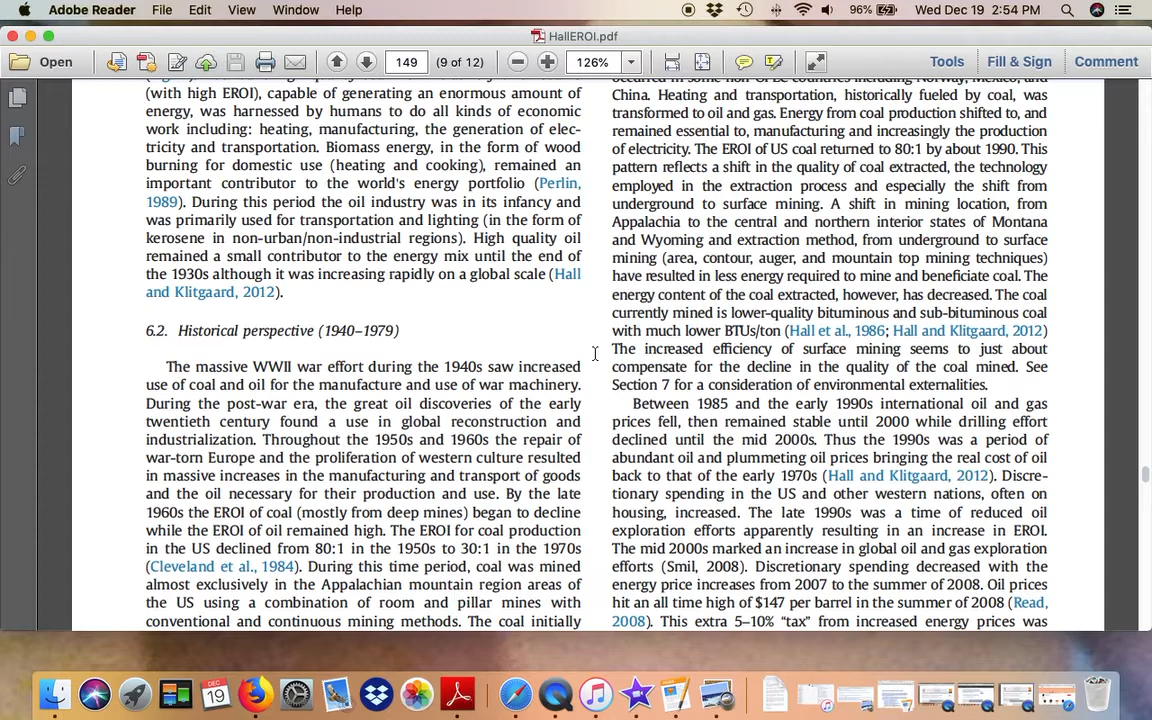 Adobe Reader File Edit View Window Help 96% Wed Dec 19 2:54 PM
HallEROI.pdf
Open 149 (9 of 12) 126% Tools Fill & Sign Comment
(with high EROI), capable of generating an enormous amount of
energy, was harnessed by humans to do all kinds of economic
work including: heating, manufacturing, the generation of elec-
tricity and transportation. Biomass energy, in the form of wood
burning for domestic use (heating and cooking), remained an
important contributor to the world's energy portfolio (Perlin,
1989). During this period the oil industry was in its infancy and
was primarily used for transportation and lighting (in the form of
kerosene in non-urban/non-industrial regions). High quality oil
remained a small contributor to the energy mix until the end of
the 1930s although it was increasing rapidly on a global scale (Hall
and Klitgaard, 2012).
6.2. Historical perspective (1940–1979)
The massive WWII war effort during the 1940s saw increased
use of coal and oil for the manufacture and use of war machinery.
During the post-war era, the great oil discoveries of the early
twentieth century found a use in global reconstruction and
industrialization. Throughout the 1950s and 1960s the repair of
war-torn Europe and the proliferation of western culture resulted
in massive increases in the manufacturing and transport of goods
and the oil necessary for their production and use. By the late
1960s the EROI of coal (mostly from deep mines) began to decline
while the EROI of oil remained high. The EROI for coal production
in the US declined from 80:1 in the 1950s to 30:1 in the 1970s
(Cleveland et al., 1984). During this time period, coal was mined
almost exclusively in the Appalachian mountain region areas of
the US using a combination of room and pillar mines with
conventional and continuous mining methods. The coal initially
occurred in some non-OPEC countries including Norway, Mexico, and
China. Heating and transportation, historically fueled by coal, was
transformed to oil and gas. Energy from coal production shifted to, and
remained essential to, manufacturing and increasingly the production
of electricity. The EROI of US coal returned to 80:1 by about 1990. This
pattern reflects a shift in the quality of coal extracted, the technology
employed in the extraction process and especially the shift from
underground to surface mining. A shift in mining location, from
Appalachia to the central and northern interior states of Montana
and Wyoming and extraction method, from underground to surface
mining (area, contour, auger, and mountain top mining techniques)
have resulted in less energy required to mine and beneficiate coal. The
energy content of the coal extracted, however, has decreased. The coal
currently mined is lower-quality bituminous and sub-bituminous coal
with much lower BTUs/ton (Hall et al., 1986; Hall and Klitgaard, 2012)
The increased efficiency of surface mining seems to just about
compensate for the decline in the quality of the coal mined. See
Section 7 for a consideration of environmental externalities.
Between 1985 and the early 1990s international oil and gas
prices fell, then remained stable until 2000 while drilling effort
declined until the mid 2000s. Thus the 1990s was a period of
abundant oil and plummeting oil prices bringing the real cost of oil
back to that of the early 1970s (Hall and Klitgaard, 2012). Discre-
tionary spending in the US and other western nations, often on
housing, increased. The late 1990s was a time of reduced oil
exploration efforts apparently resulting in an increase in EROI.
The mid 2000s marked an increase in global oil and gas exploration
efforts (Smil, 2008). Discretionary spending decreased with the
energy price increases from 2007 to the summer of 2008. Oil prices
hit an all time high of $147 per barrel in the summer of 2008 (Read,
2008). This extra 5–10% “tax” from increased energy prices was
DEC
19